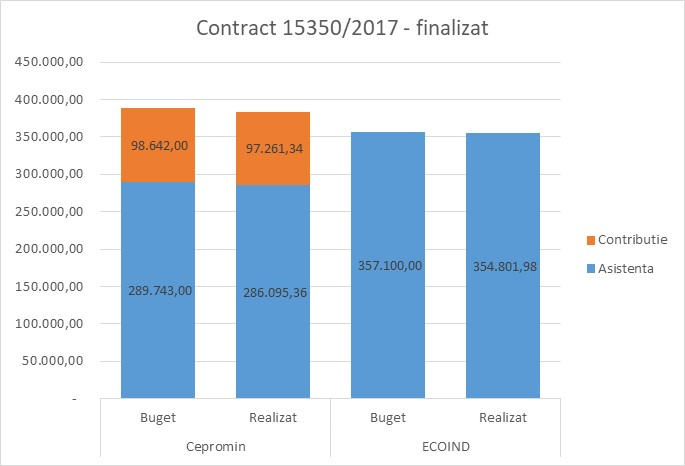 Contract 15350/2017 - finalizat
450.000,00
400.000,00
350.000,00
300.000,00
250.000,00
200.000,00
150.000,00
100.000,00
50.000,00
-
98.642,00
97.261,34
289.743,00
286.095,36
357.100,00
354.801,98
Contributie
Asistenta
Buget
Realizat
Buget
Realizat
Cepromin
ECOIND